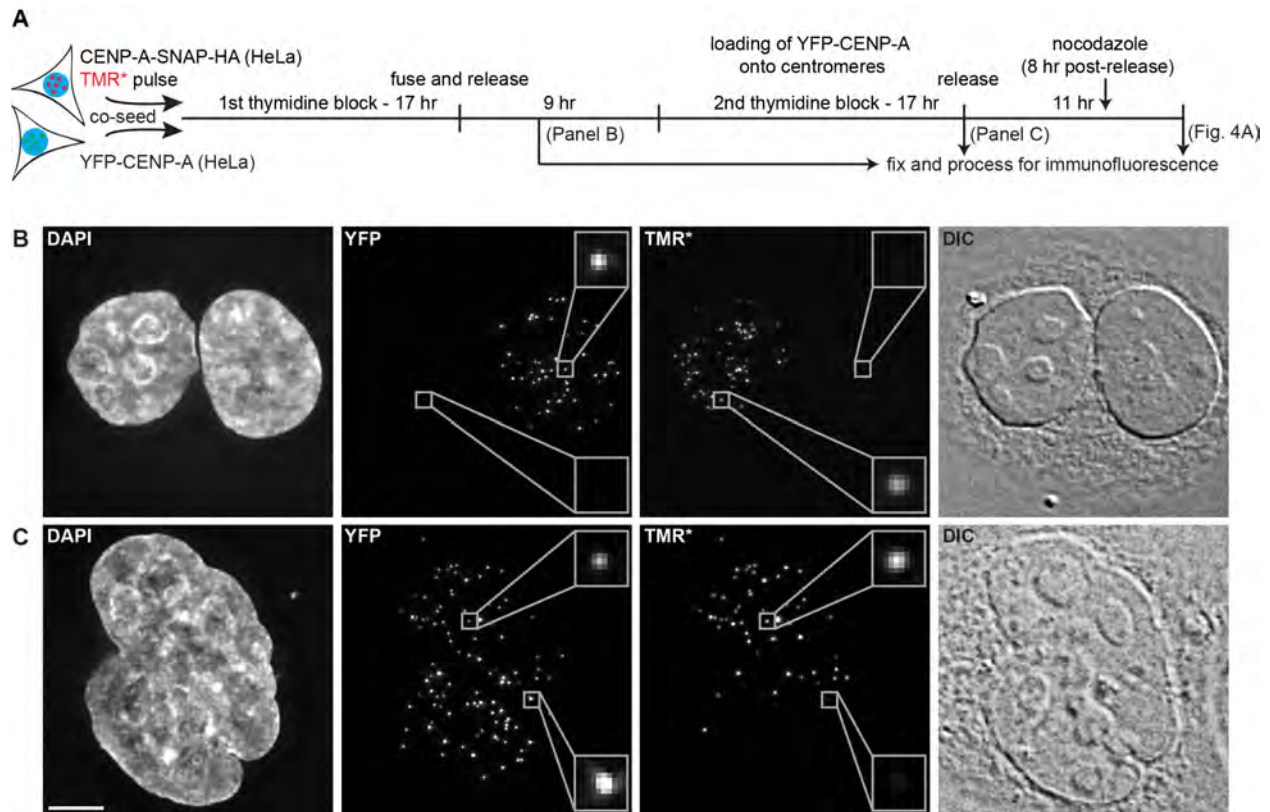 A
CENP-A-SNAP-HA (HeLa)
TMR* pulse
co-seed
YFP-CENP-A (HeLa)
1st thymidine block - 17 hr
fuse and release
9 hr
(Panel B)
loading of YFP-CENP-A
onto centromeres
2nd thymidine block - 17 hr
release
(Panel C)
nocodazole
(8 hr post-release)
11 hr
(Fig. 4A)
fix and process for immunofluorescence
B
DAPI
YFP
TMR*
DIC
C
DAPI
YFP
TMR*
DIC